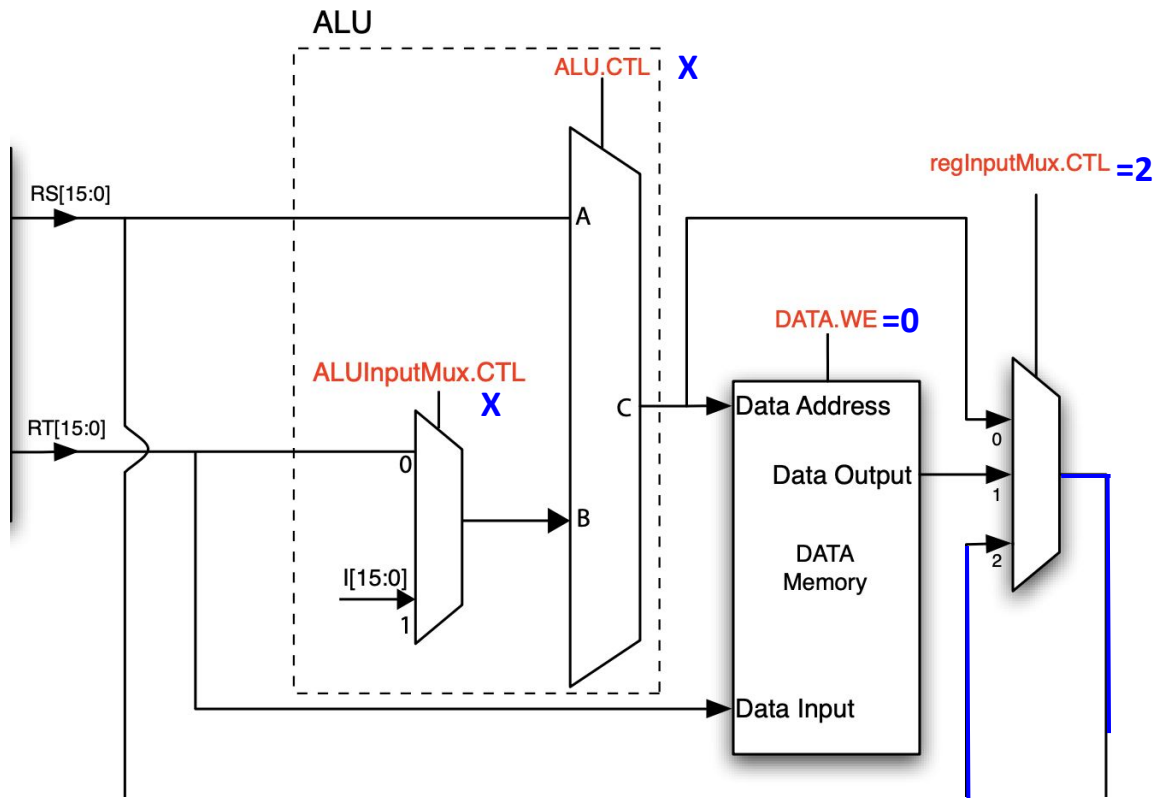 ALU
ALU.CTL X
regInputMux.CTL =2
RS[15:0]
A
DATA.WE =0
ALUInputMux.CTL
X
C
Data Address
RT[15:0]
0
0
Data Output
1
B
DATA
Memory
2
I[15:0]
1
Data Input